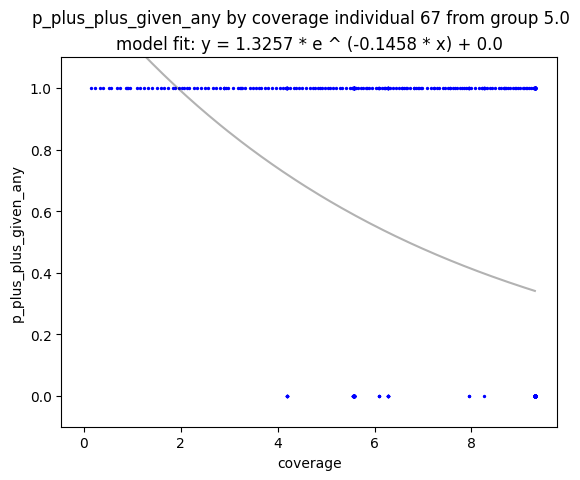 p_plus_plus_given_any by coverage individual 67 from group 5.0
model fit: y = 1.3257 * e ^ (-0.1458 * x) + 0.0
1.0
0.8
0.6
0.4
0.2
0.0
p_plus_plus_given_any
0 2 4 6 8
coverage